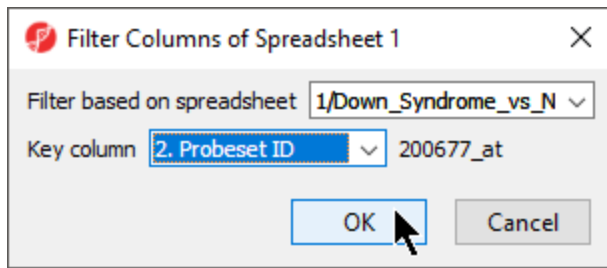 Filter Columns of Spreadsheet 1
Filter based on spreadsheet 1/Down_Syndrome_vs_N
Key column 2. Probeset ID 200677_at
OK Cancel